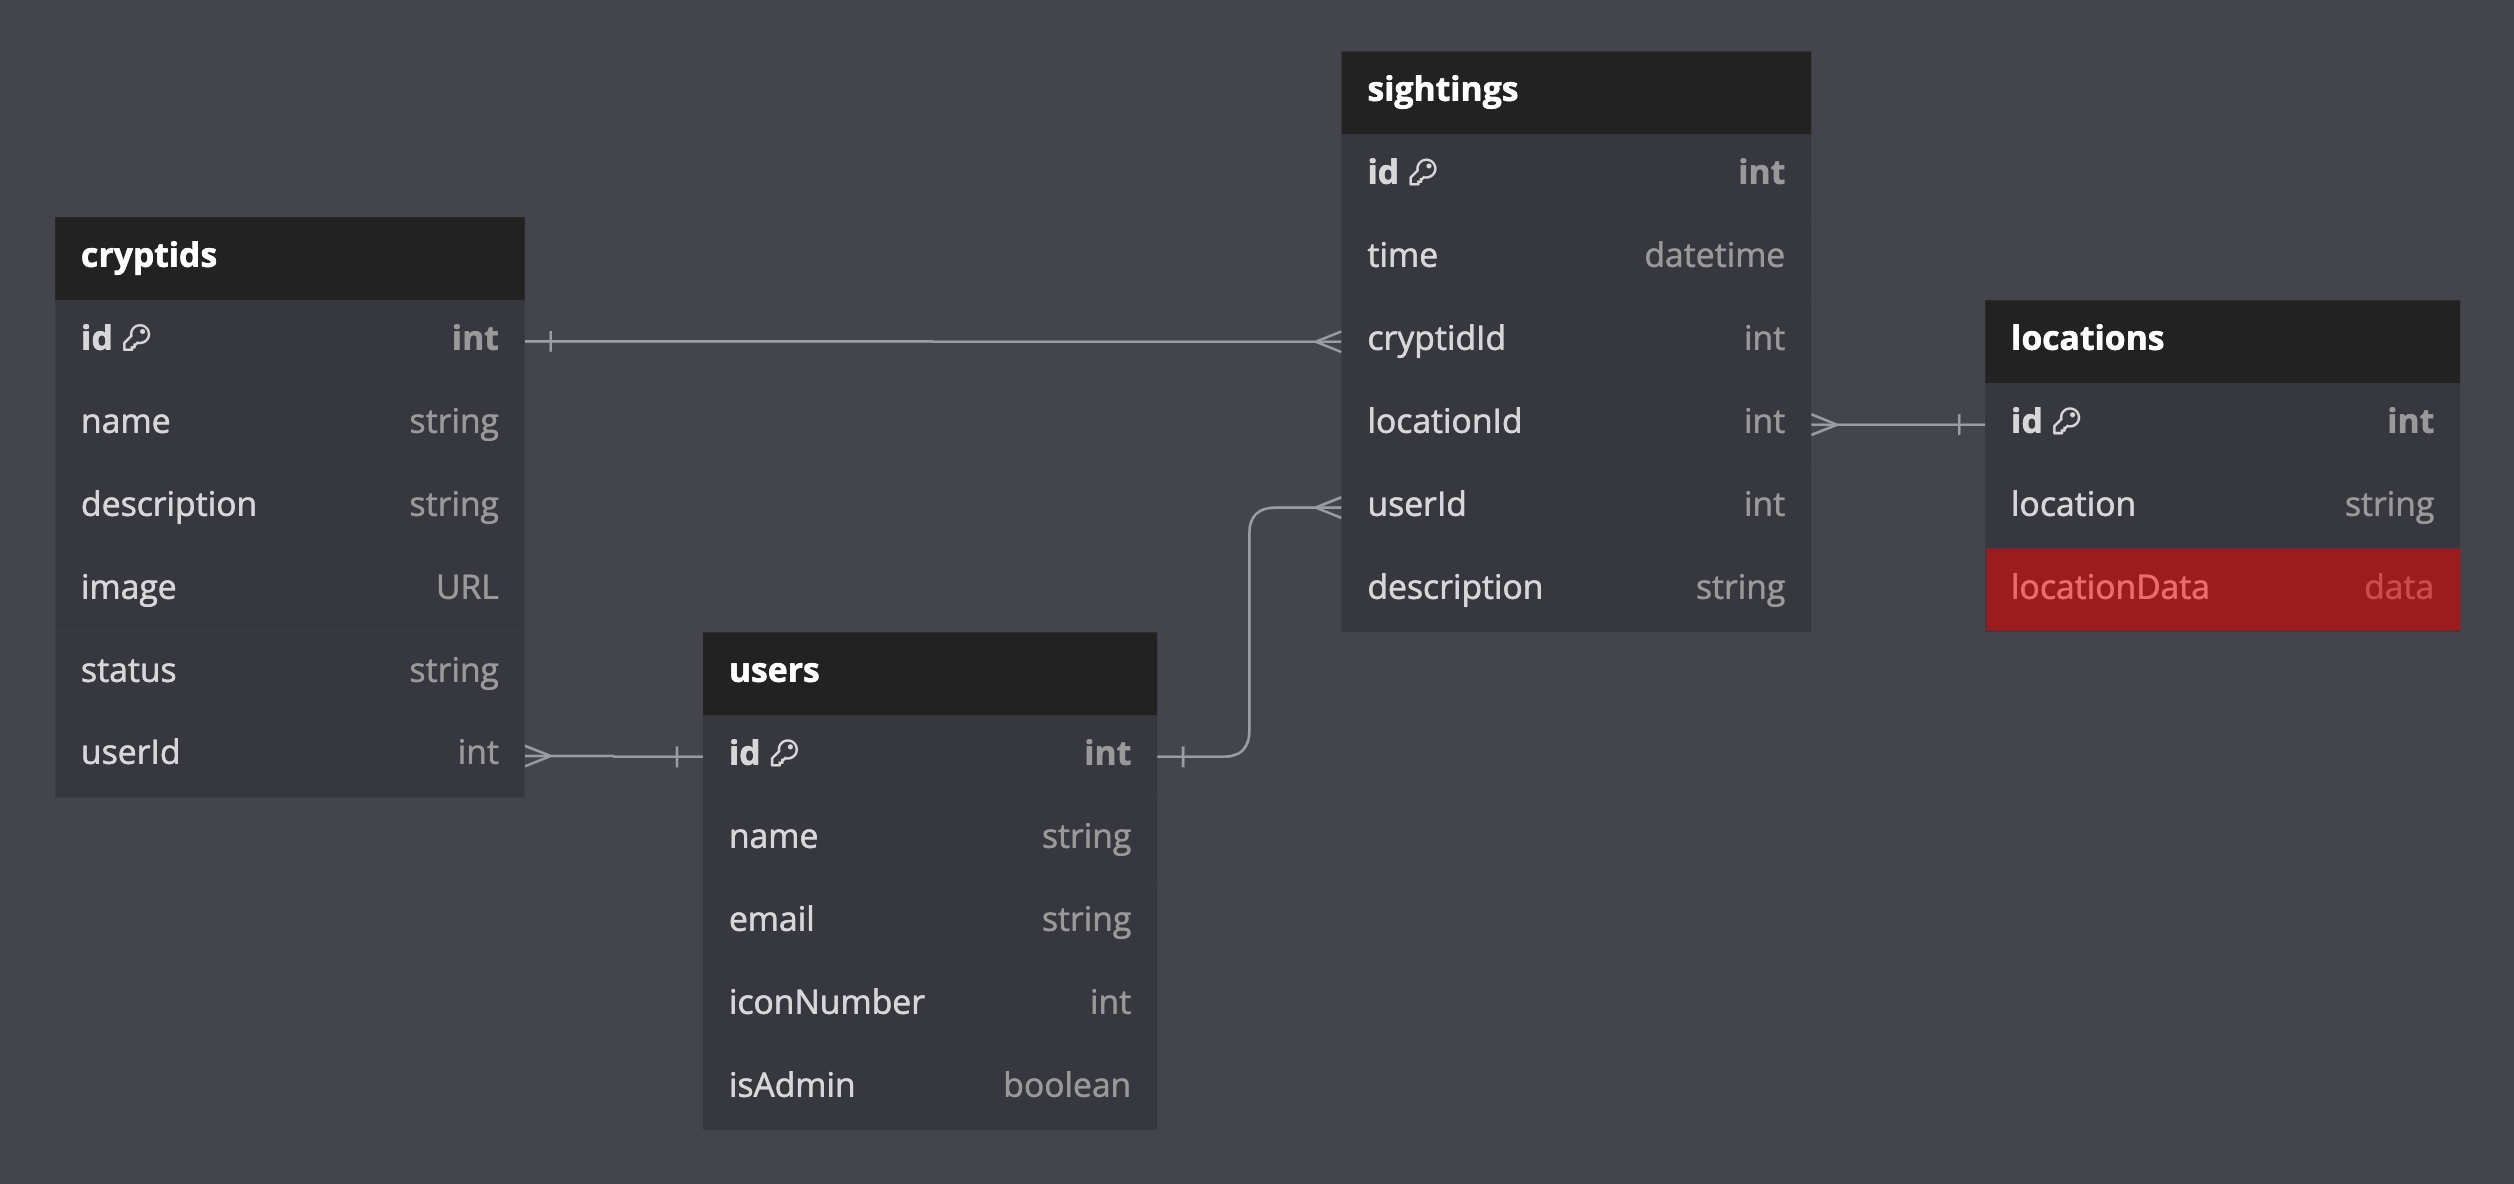 cryptids
id int
name string
description string
image URL
status string
userId int
users
id int
name string
email string
iconNumber int
isAdmin boolean
sightings
id int
time datetime
cryptidId int
locationId int
userId int
description string
locations
id int
location string
locationData data